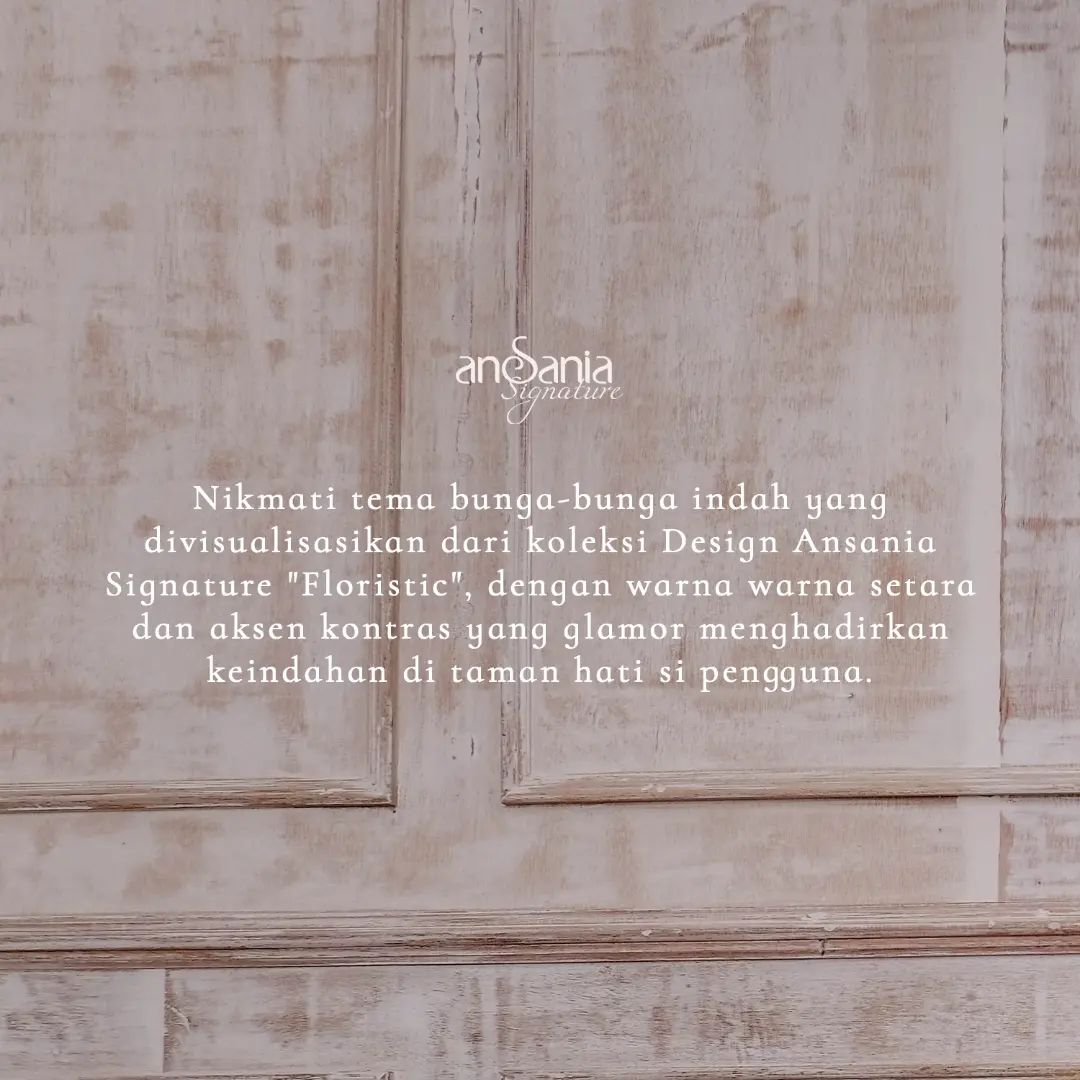 anSania
Signature
Nikmati tema bunga-bunga indah yang
divisualisasikan dari koleksi Design Ansania
Signature "Floristic", dengan warna warna setara
dan aksen kontras yang glamor menghadirkan
keindahan di taman hati si pengguna.